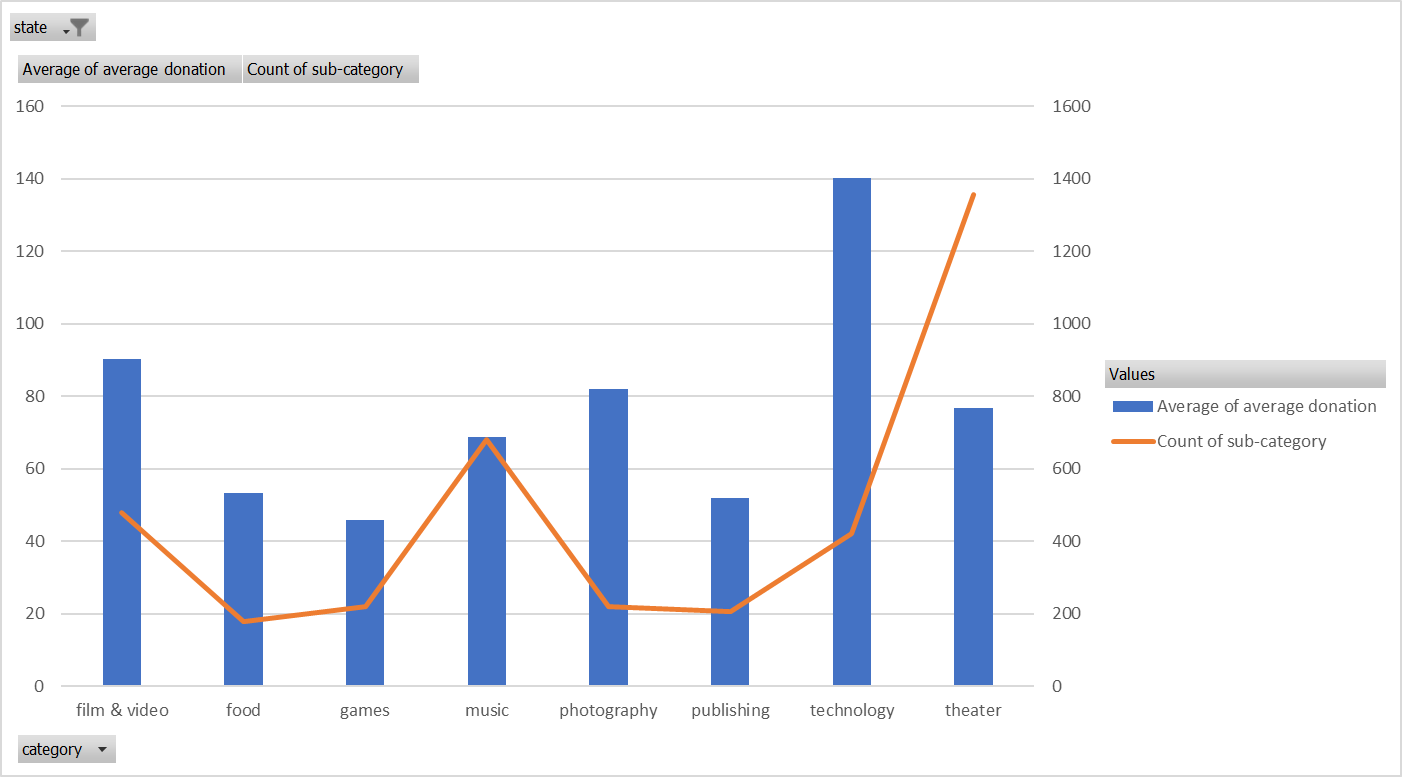 state
Average of average donation Count of sub-category
160 1600
140 1400
120 1200
100 1000
80 800
60 600
40 400
20 200
0 0
Values
Average of average donation
Count of sub-category
film & video food games music photography publishing technology theater
category